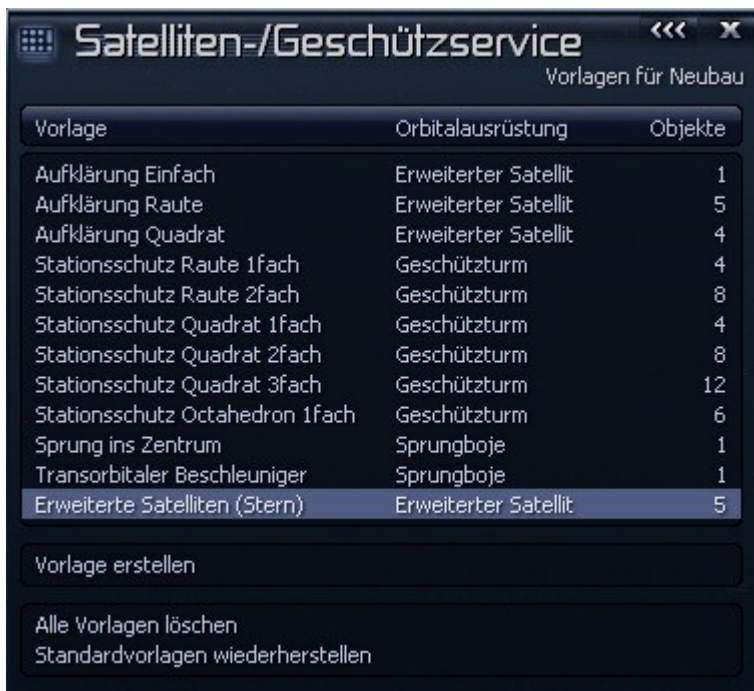 Satelliten-/Geschützservice
Vorlagen für Neubau
Vorlage Orbitalausrüstung Objekte
Aufklärung Einfach Erweiterter Satellit 1
Aufklärung Raute Erweiterter Satellit 5
Aufklärung Quadrat Erweiterter Satellit 4
Stationsschutz Raute 1fach Geschützturm 4
Stationsschutz Raute 2fach Geschützturm 8
Stationsschutz Quadrat 1fach Geschützturm 4
Stationsschutz Quadrat 2fach Geschützturm 8
Stationsschutz Quadrat 3fach Geschützturm 12
Stationsschutz Octahedron 1fach Geschützturm 6
Sprung ins Zentrum Sprungboje 1
Transorbitaler Beschleuniger Sprungboje 1
Erweiterte Satelliten (Stern) Erweiterter Satellit 5
Vorlage erstellen
Alle Vorlagen löschen
Standardvorlagen wiederherstellen